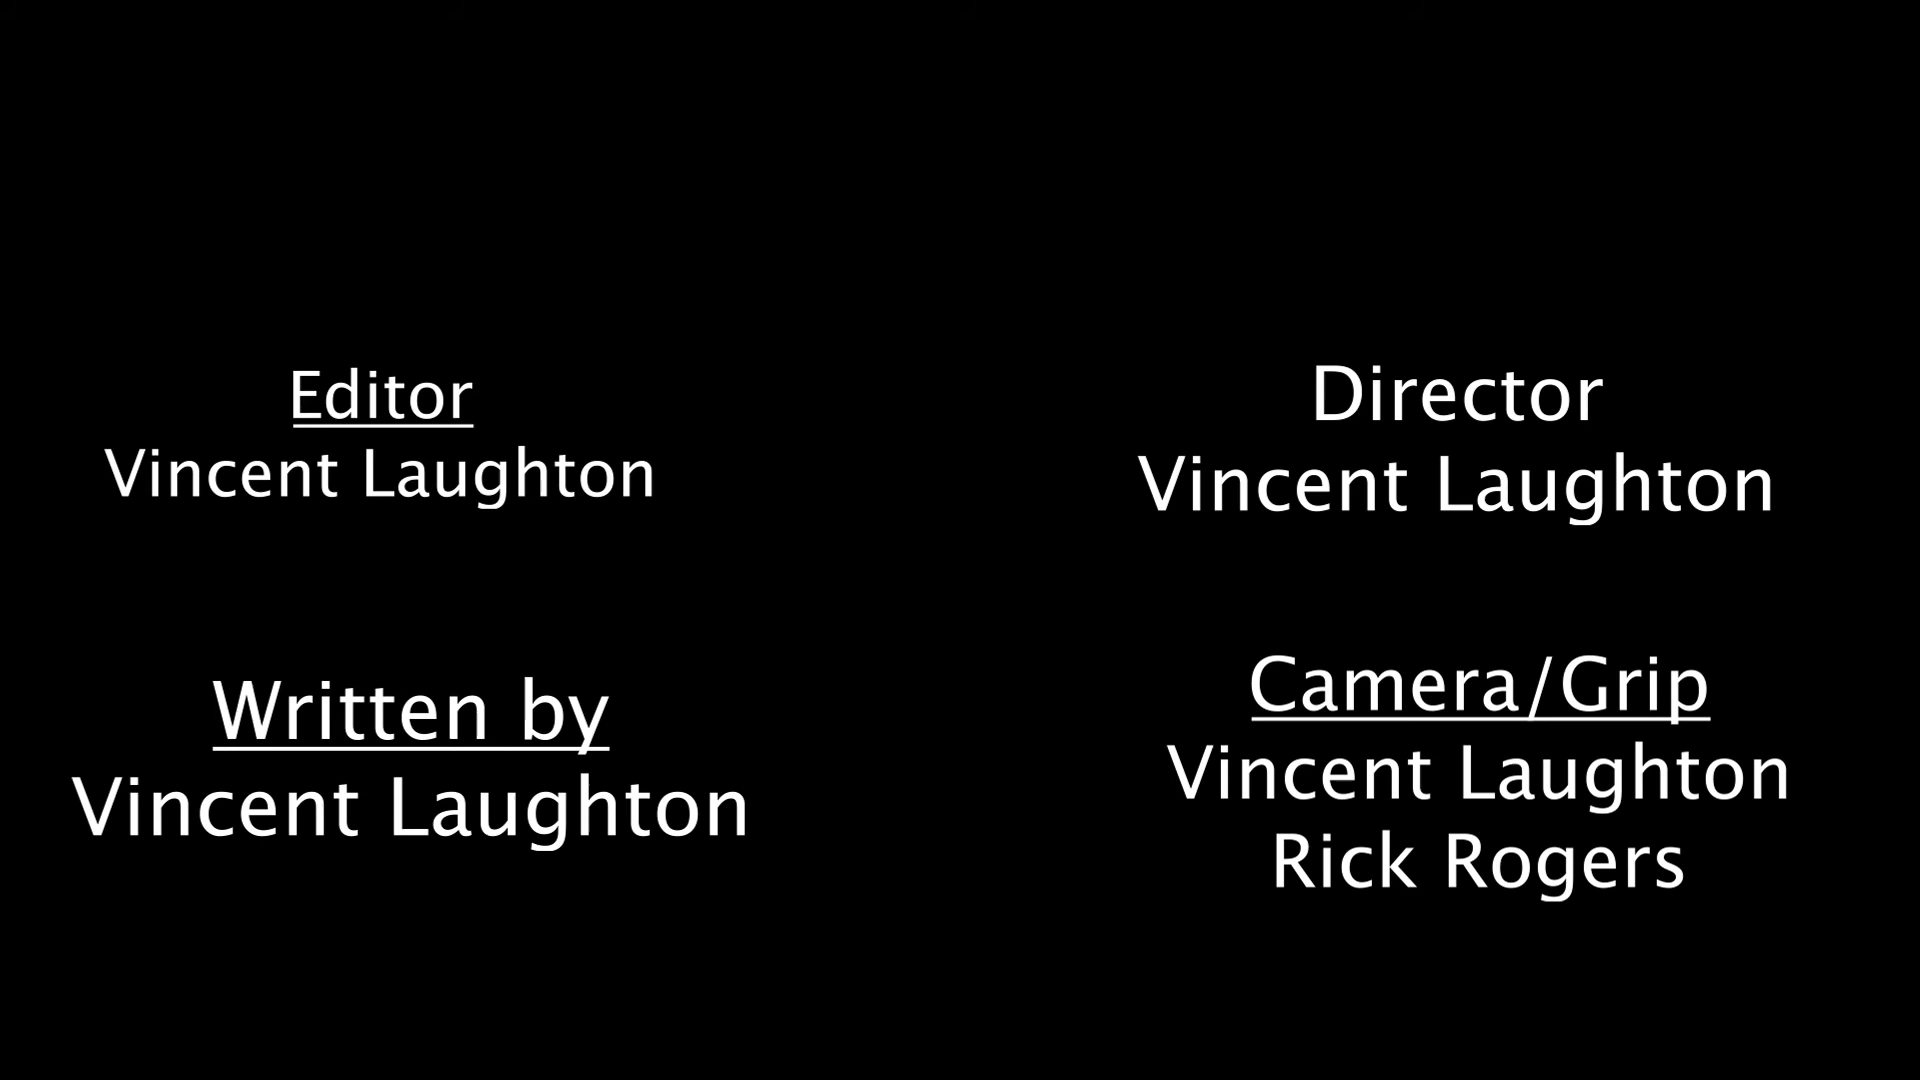 Editor
Vincent Laughton
Director
Vincent Laughton
Written by
Vincent Laughton
Camera/Grip
Vincent Laughton
Rick Rogers